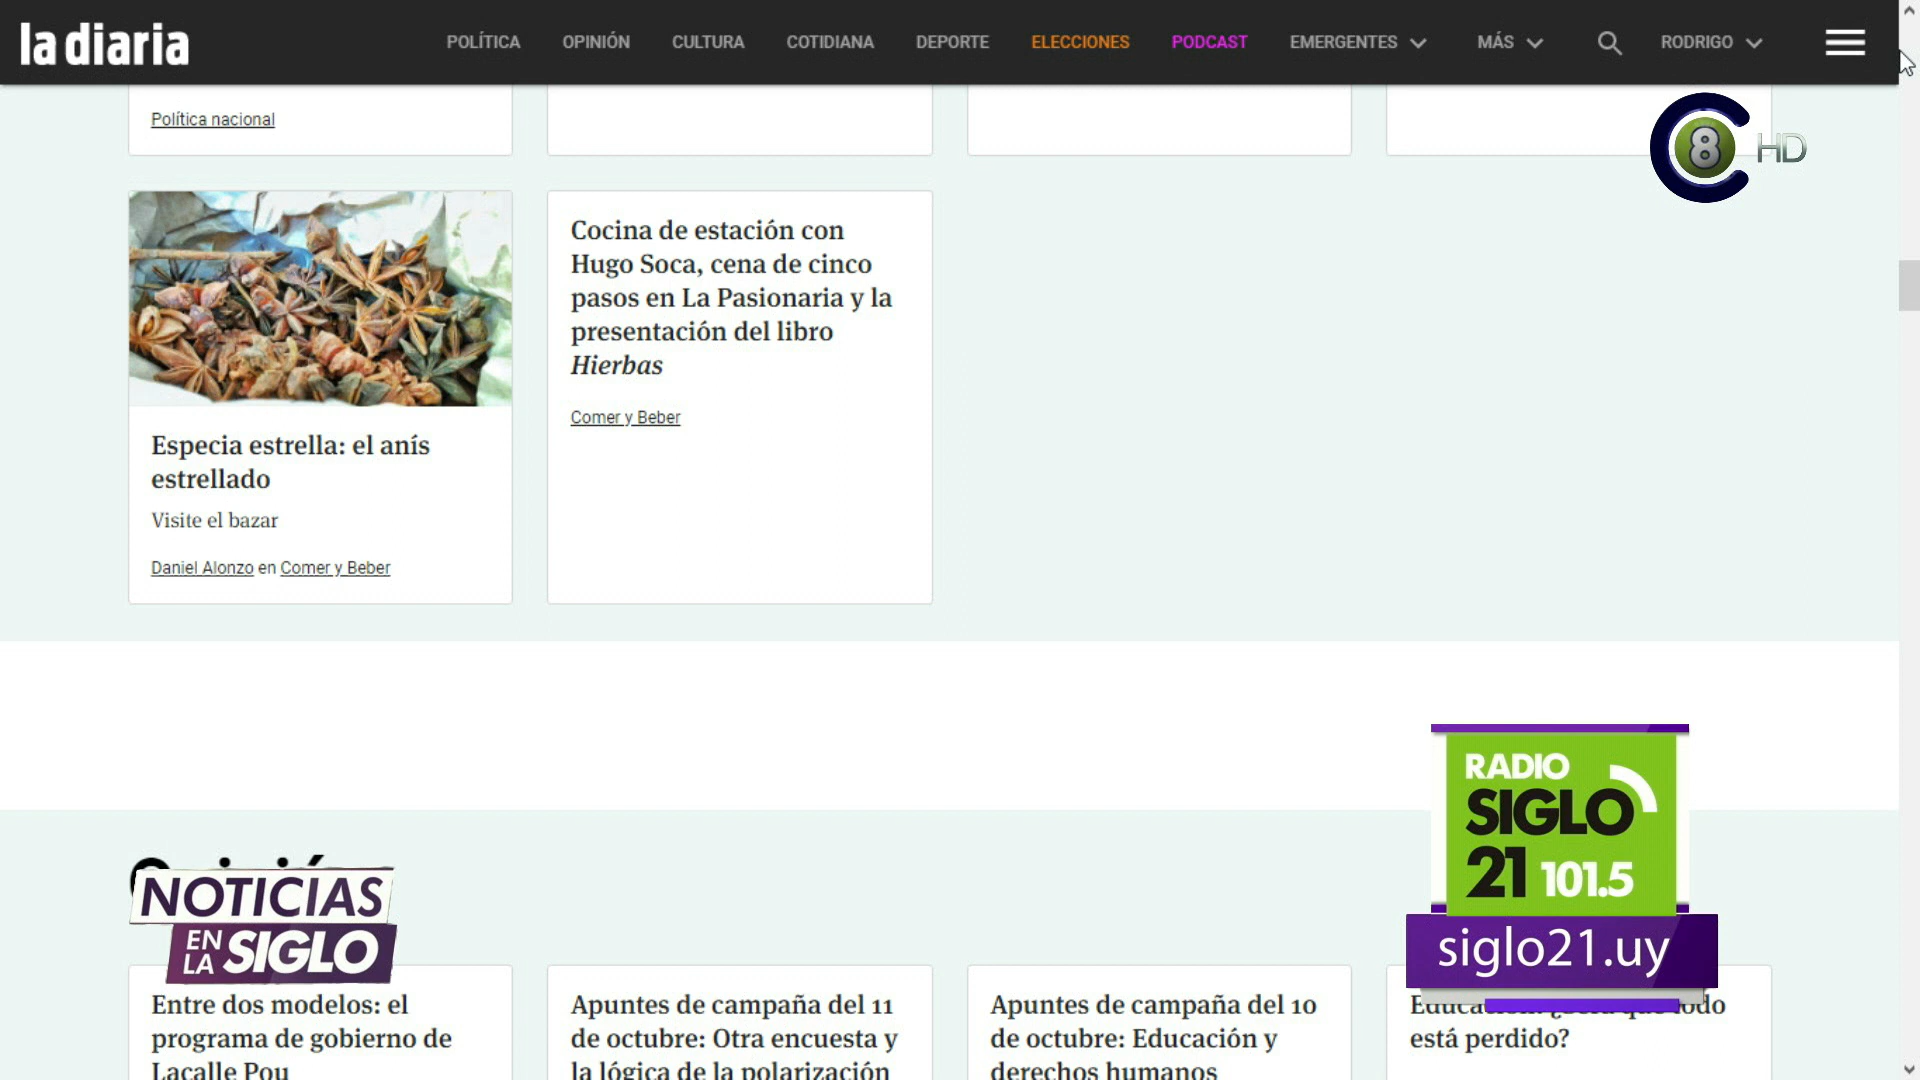 la diaria
POLÍTICA OPINIÓN CULTURA COTIDIANA DEPORTE ELECCIONES PODCAST EMERGENTES MÁS RODRIGO
Política nacional
C8 HD
Especia estrella: el anís
estrellado
Visite el bazar
Daniel Alonzo en Comer y Beber
Cocina de estación con
Hugo Soca, cena de cinco
pasos en La Pasionaria y la
presentación del libro
Hierbas
Comer y Beber
RADIO
SIGLO
21 101.5
siglo21.uy
NOTICIAS
EN LA SIGLO
Entre dos modelos: el
programa de gobierno de
Lacalle Pou
Apuntes de campaña del 11
de octubre: Otra encuesta y
la lógica de la polarización
Apuntes de campaña del 10
de octubre: Educación y
derechos humanos
está perdido?